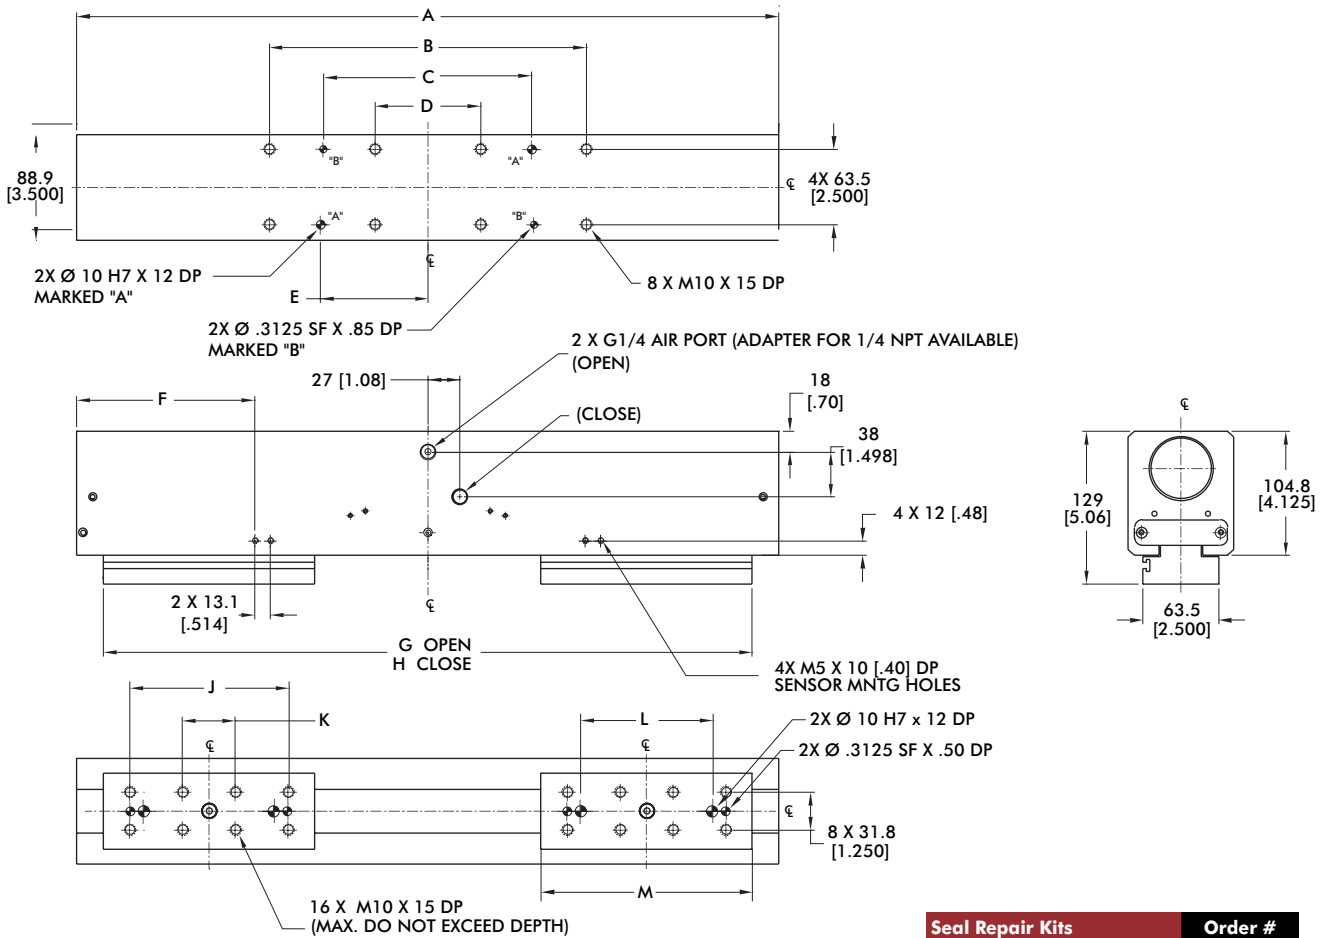 A
B
C
D
"B"
"A"
88.9
[3.500]
℄
4X 63.5
[2.500]
"A"
"B"
℄
2X Ø 10 H7 X 12 DP
MARKED "A"
E
8 X M10 X 15 DP
2X Ø .3125 SF X .85 DP
MARKED "B"
2 X G1/4 AIR PORT (ADAPTER FOR 1/4 NPT AVAILABLE)
(OPEN)
27 [1.08]
18
[.70]
F
(CLOSE)
38
[1.498]
℄
129
[5.06]
104.8
[4.125]
4 X 12 [.48]
2 X 13.1
[.514]
℄
63.5
[2.500]
G OPEN
H CLOSE
4X M5 X 10 [.40] DP
SENSOR MNTG HOLES
J
K
L
2X Ø 10 H7 x 12 DP
℄
℄
2X Ø .3125 SF X .50 DP
℄
8 X 31.8
[1.250]
M
16 X M10 X 15 DP
(MAX. DO NOT EXCEED DEPTH)
Seal Repair Kits Order #